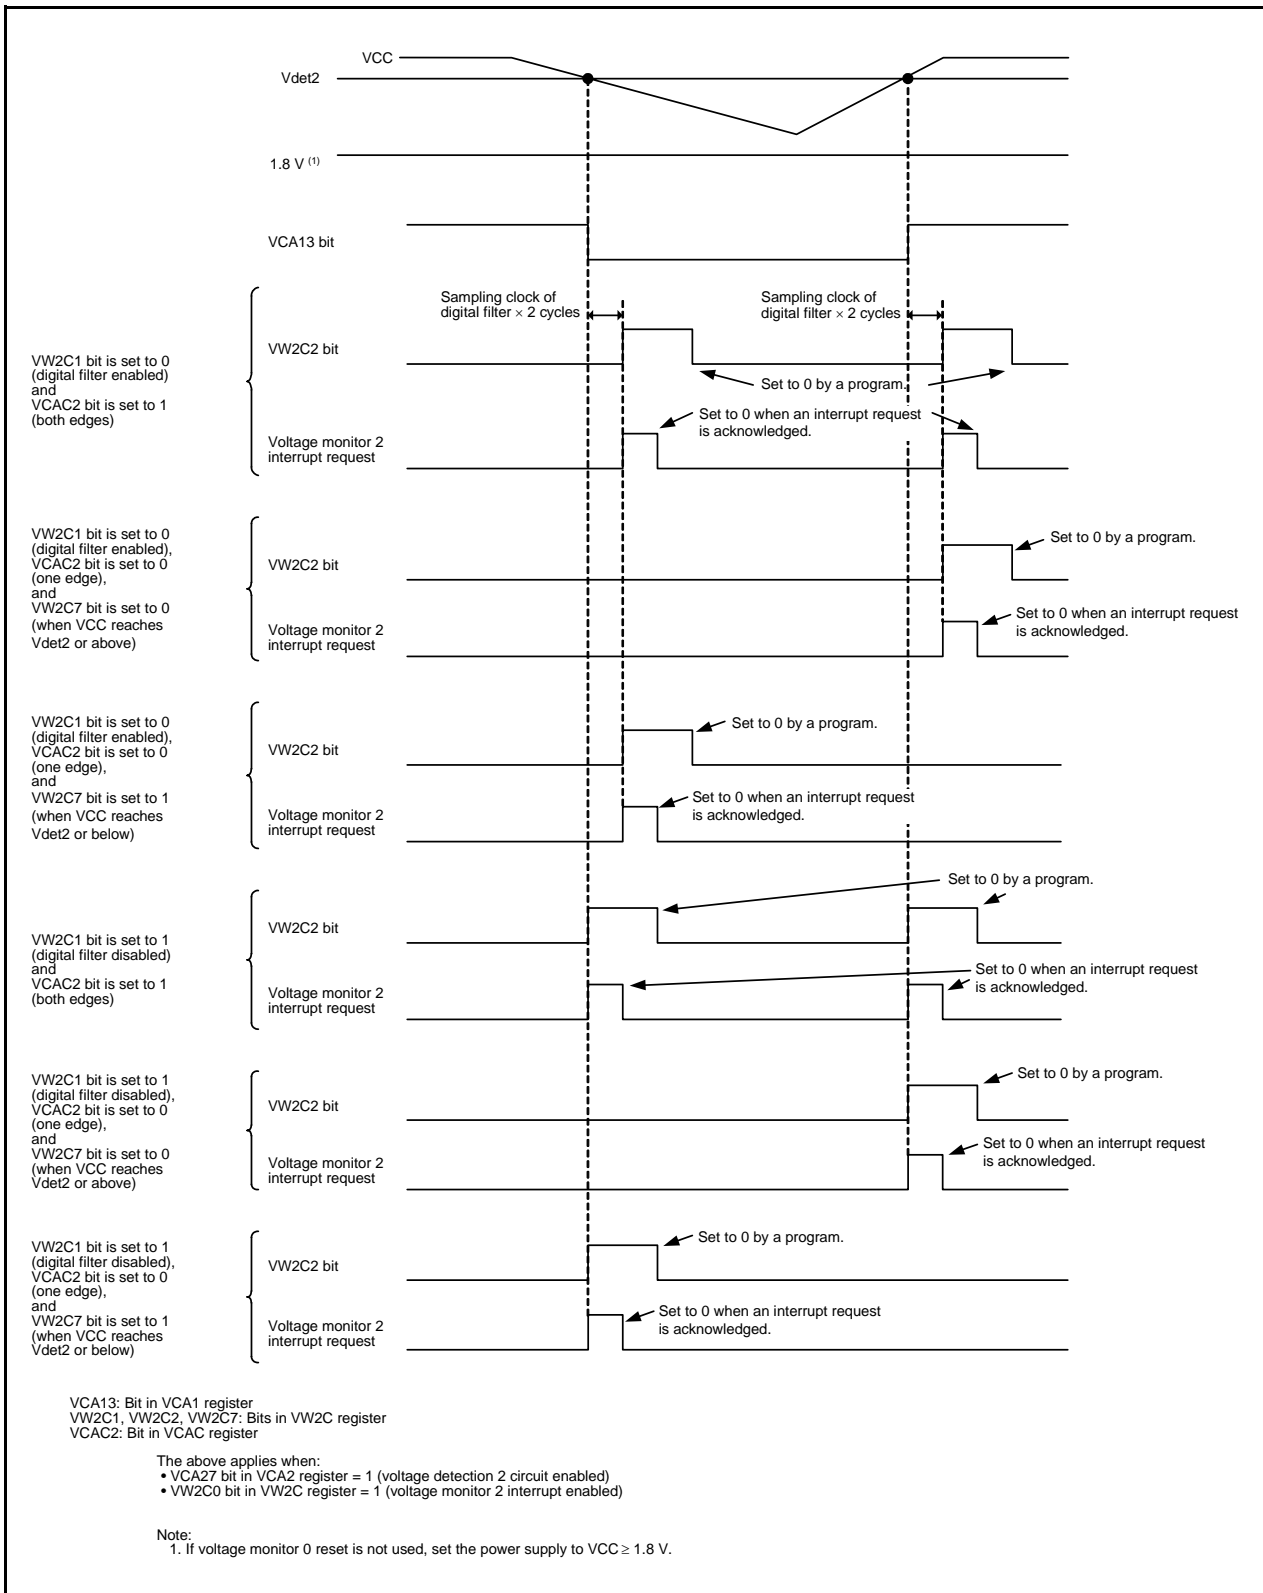 VCC
Vdet2
1.8 V (1)
VCA13 bit
Sampling clock of
digital filter × 2 cycles
Sampling clock of
digital filter × 2 cycles
VW2C1 bit is set to 0
(digital filter enabled)
and
VCAC2 bit is set to 1
(both edges)
VW2C2 bit
Set to 0 by a program.
Voltage monitor 2
interrupt request
Set to 0 when an interrupt request
is acknowledged.
VW2C1 bit is set to 0
(digital filter enabled),
VCAC2 bit is set to 0
(one edge),
and
VW2C7 bit is set to 0
(when VCC reaches
Vdet2 or above)
VW2C2 bit
Set to 0 by a program.
Voltage monitor 2
interrupt request
Set to 0 when an interrupt request
is acknowledged.
VW2C1 bit is set to 0
(digital filter enabled),
VCAC2 bit is set to 0
(one edge),
and
VW2C7 bit is set to 1
(when VCC reaches
Vdet2 or below)
VW2C2 bit
Set to 0 by a program.
Voltage monitor 2
interrupt request
Set to 0 when an interrupt request
is acknowledged.
VW2C1 bit is set to 1
(digital filter disabled)
and
VCAC2 bit is set to 1
(both edges)
VW2C2 bit
Set to 0 by a program.
Voltage monitor 2
interrupt request
Set to 0 when an interrupt request
is acknowledged.
VW2C1 bit is set to 1
(digital filter disabled),
VCAC2 bit is set to 0
(one edge),
and
VW2C7 bit is set to 0
(when VCC reaches
Vdet2 or above)
VW2C2 bit
Set to 0 by a program.
Voltage monitor 2
interrupt request
Set to 0 when an interrupt request
is acknowledged.
VW2C1 bit is set to 1
(digital filter disabled),
VCAC2 bit is set to 0
(one edge),
and
VW2C7 bit is set to 1
(when VCC reaches
Vdet2 or below)
VW2C2 bit
Set to 0 by a program.
Voltage monitor 2
interrupt request
Set to 0 when an interrupt request
is acknowledged.
VCA13: Bit in VCA1 register
VW2C1, VW2C2, VW2C7: Bits in VW2C register
VCAC2: Bit in VCAC register
The above applies when:
• VCA27 bit in VCA2 register = 1 (voltage detection 2 circuit enabled)
• VW2C0 bit in VW2C register = 1 (voltage monitor 2 interrupt enabled)
Note:
1. If voltage monitor 0 reset is not used, set the power supply to VCC ≥ 1.8 V.